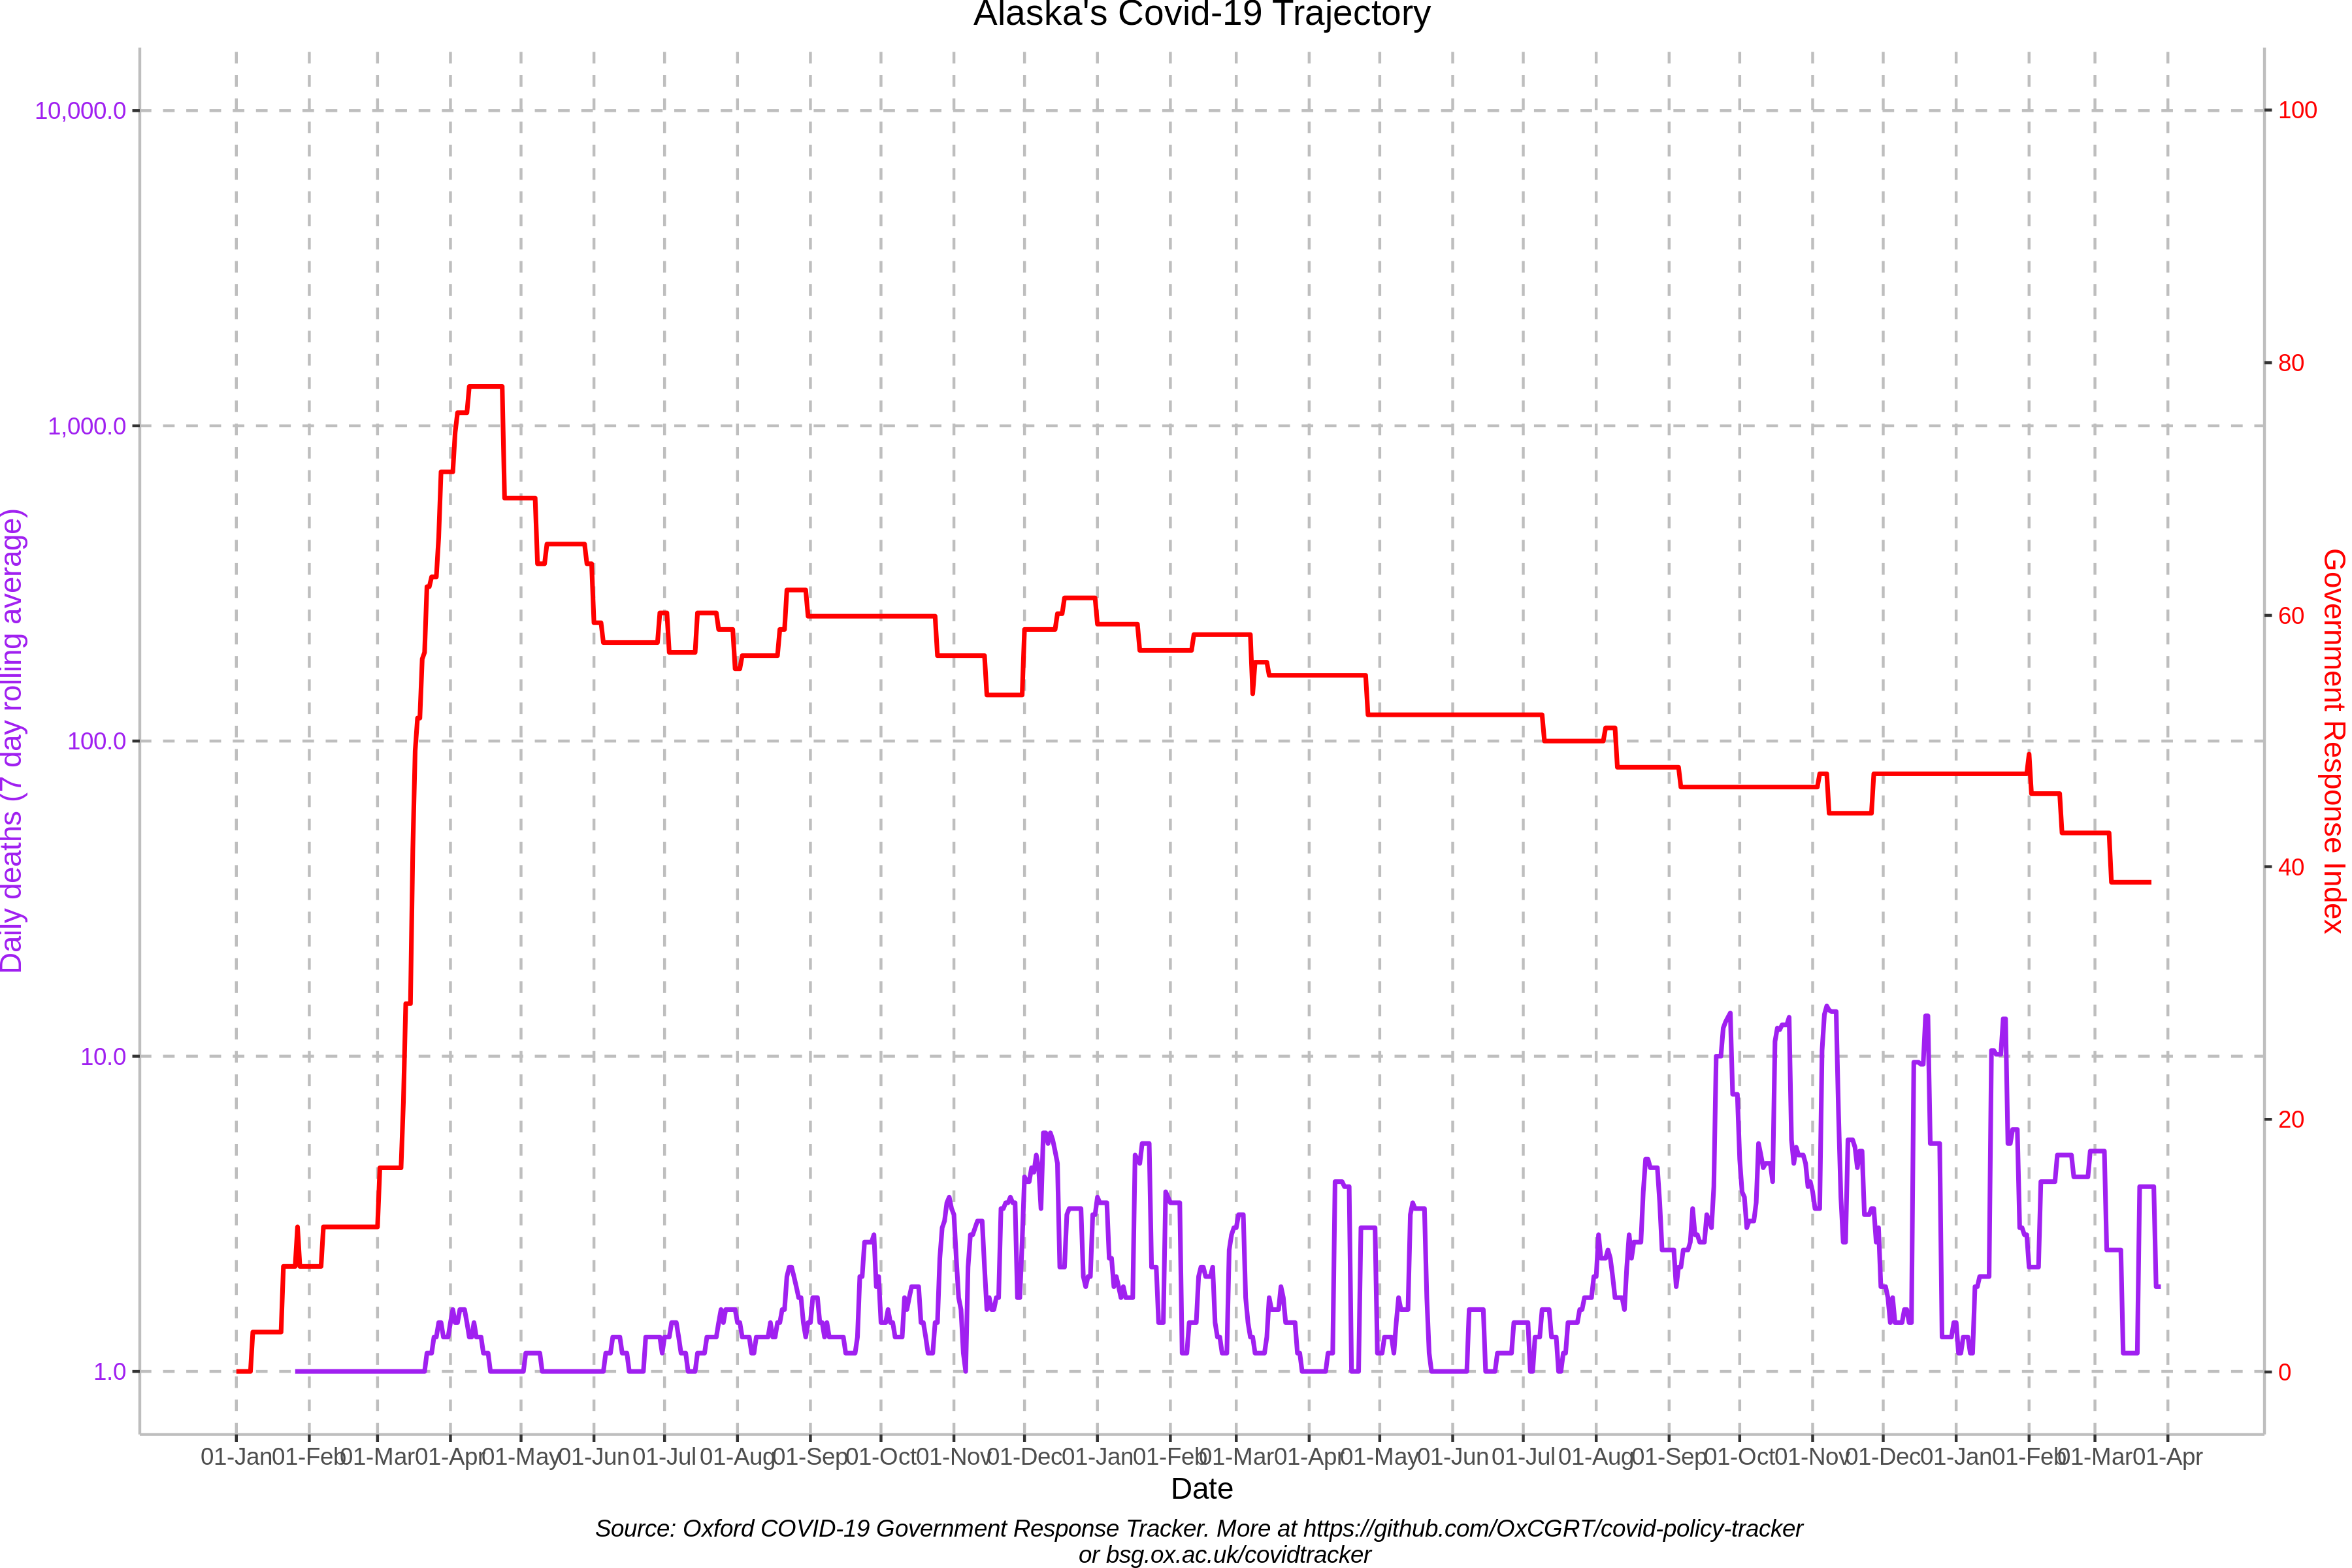 Alaska's Covid-19 Trajectory
10,000.0
1,000.0
100.0
10.0
1.0
Daily deaths (7 day rolling average)
100
80
60
40
20
0
Government Response Index
01-Jan 01-Feb 01-Mar 01-Apr 01-May 01-Jun 01-Jul 01-Aug 01-Sep 01-Oct 01-Nov 01-Dec 01-Jan 01-Feb 01-Mar 01-Apr 01-May 01-Jun 01-Jul 01-Aug 01-Sep 01-Oct 01-Nov 01-Dec 01-Jan 01-Feb 01-Mar 01-Apr
Date
Source: Oxford COVID-19 Government Response Tracker. More at https://github.com/OxCGRT/covid-policy-tracker
or bsg.ox.ac.uk/covidtracker